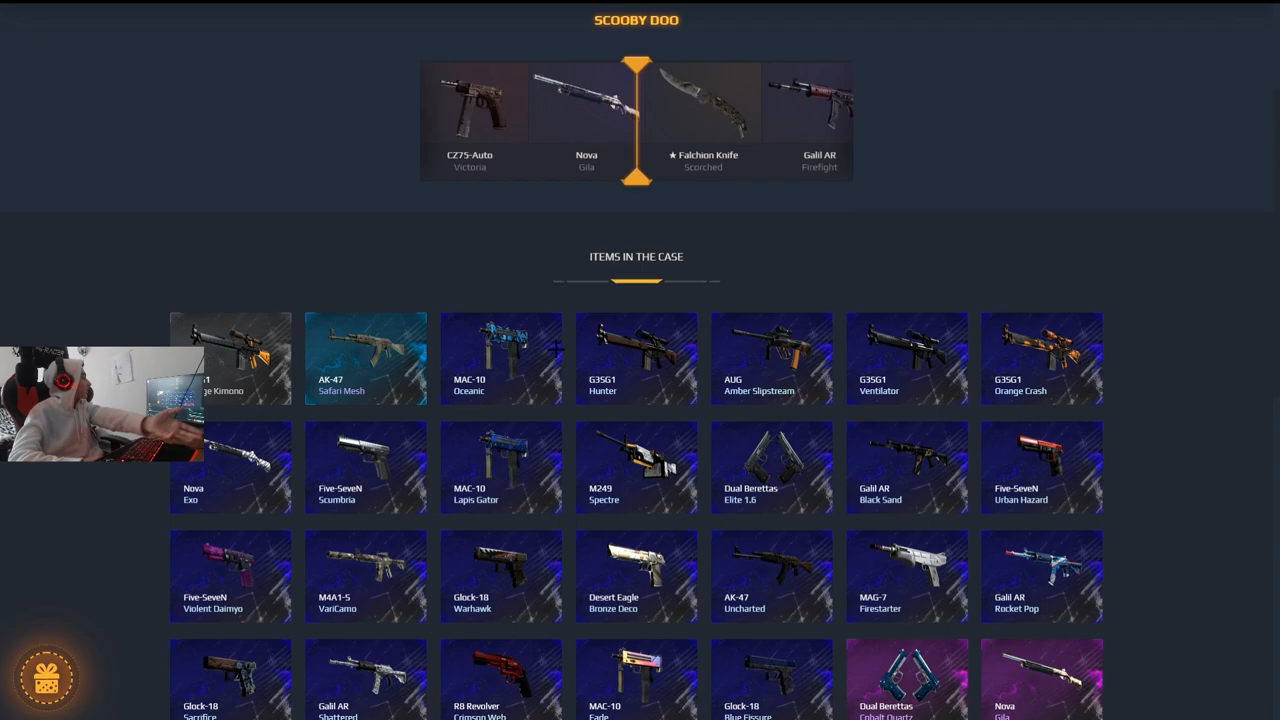 SCOOBY DOO
CZ75-Auto
Victoria
Nova
Gila
★ Falchion Knife
Scorched
Galil AR
Firefight
ITEMS IN THE CASE
ge Kimono
AK-47
Safari Mesh
MAC-10
Oceanic
G3SG1
Hunter
AUG
Amber Slipstream
G3SG1
Ventilator
G3SG1
Orange Crash
Nova
Exo
Five-SeveN
Scumbria
MAC-10
Lapis Gator
M249
Spectre
Dual Berettas
Elite 1.6
Galil AR
Black Sand
Five-SeveN
Urban Hazard
Five-SeveN
Violent Daimyo
M4A1-S
VariCamo
Glock-18
Warhawk
Desert Eagle
Bronze Deco
AK-47
Uncharted
MAG-7
Firestarter
Galil AR
Rocket Pop
Glock-18
Sacrifice
Galil AR
Shattered
R8 Revolver
Crimson Web
MAC-10
Fade
Glock-18
Blue Fissure
Dual Berettas
Cobalt Quartz
Nova
Gila